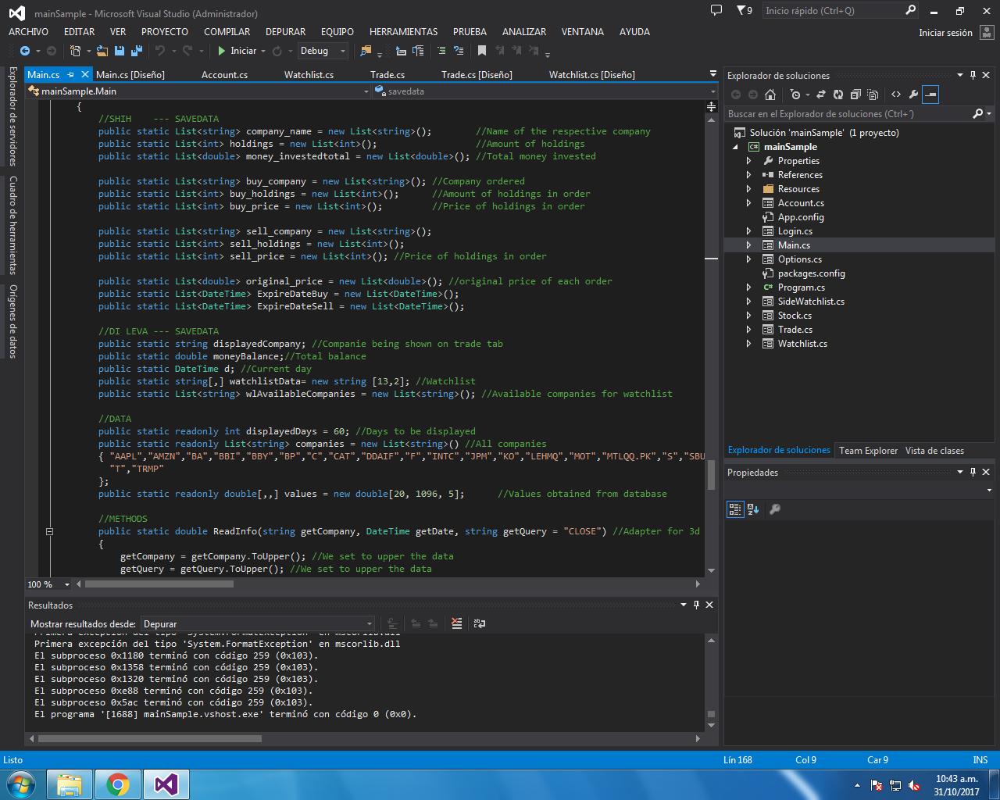 mainSample - Microsoft Visual Studio (Administrador)
9
Inicio rápido (Ctrl+Q)
ARCHIVO EDITAR VER PROYECTO COMPILAR DEPURAR EQUIPO HERRAMIENTAS PRUEBA ANALIZAR VENTANA AYUDA
Iniciar sesión
Iniciar
Debug
Explorador de servidores
Cuadro de herramientas
Orígenes de datos
Main.cs Main.cs [Diseño] Account.cs Watchlist.cs Trade.cs Trade.cs [Diseño] Watchlist.cs [Diseño]
mainSample.Main savedata
{
//SHIH    --- SAVEDATA
public static List<string> company_name = new List<string>();        //Name of the respective company
public static List<int> holdings = new List<int>();                  //Amount of holdings
public static List<double> money_investedtotal = new List<double>(); //Total money invested
public static List<string> buy_company = new List<string>(); //Company ordered
public static List<int> buy_holdings = new List<int>();      //Amount of holdings in order
public static List<int> buy_price = new List<int>();         //Price of holdings in order
public static List<string> sell_company = new List<string>();
public static List<int> sell_holdings = new List<int>();
public static List<int> sell_price = new List<int>(); //Price of holdings in order
public static List<double> original_price = new List<double>(); //original price of each order
public static List<DateTime> ExpireDateBuy = new List<DateTime>();
public static List<DateTime> ExpireDateSell = new List<DateTime>();
//DI LEVA --- SAVEDATA
public static string displayedCompany; //Companie being shown on trade tab
public static double moneyBalance;//Total balance
public static DateTime d; //Current day
public static string[,] watchlistData= new string [13,2]; //Watchlist
public static List<string> wlAvailableCompanies = new List<string>(); //Available companies for watchlist
//DATA
public static readonly int displayedDays = 60; //Days to be displayed
public static readonly List<string> companies = new List<string>() //All companies
{ "AAPL","AMZN","BA","BBI","BBY","BP","C","CAT","DDAIF","F","INTC","JPM","KO","LEHMQ","MOT","MTLQQ.PK","S","SBU
"T","TRMP"
};
public static readonly double[,,] values = new double[20, 1096, 5];      //Values obtained from database
//METHODS
public static double ReadInfo(string getCompany, DateTime getDate, string getQuery = "CLOSE") //Adapter for 3d
{
getCompany = getCompany.ToUpper(); //We set to upper the data
getQuery = getQuery.ToUpper(); //We set to upper the data
100 %
Resultados
Mostrar resultados desde: Depurar
Primera excepción del tipo 'System.FormatException' en mscorlib.dll
Primera excepción del tipo 'System.FormatException' en mscorlib.dll
El subproceso 0x1180 terminó con código 259 (0x103).
El subproceso 0x1358 terminó con código 259 (0x103).
El subproceso 0x1320 terminó con código 259 (0x103).
El subproceso 0xe88 terminó con código 259 (0x103).
El subproceso 0x5ac terminó con código 259 (0x103).
El programa '[1688] mainSample.vshost.exe' terminó con código 0 (0x0).
Explorador de soluciones
Buscar en el Explorador de soluciones (Ctrl+´)
Solución 'mainSample' (1 proyecto)
mainSample
Properties
References
Resources
Account.cs
App.config
Login.cs
Main.cs
Options.cs
packages.config
Program.cs
SideWatchlist.cs
Stock.cs
Trade.cs
Watchlist.cs
Explorador de soluciones Team Explorer Vista de clases
Propiedades
Listo
Lín 168 Col 9 Car 9 INS
10:43 a.m.
31/10/2017